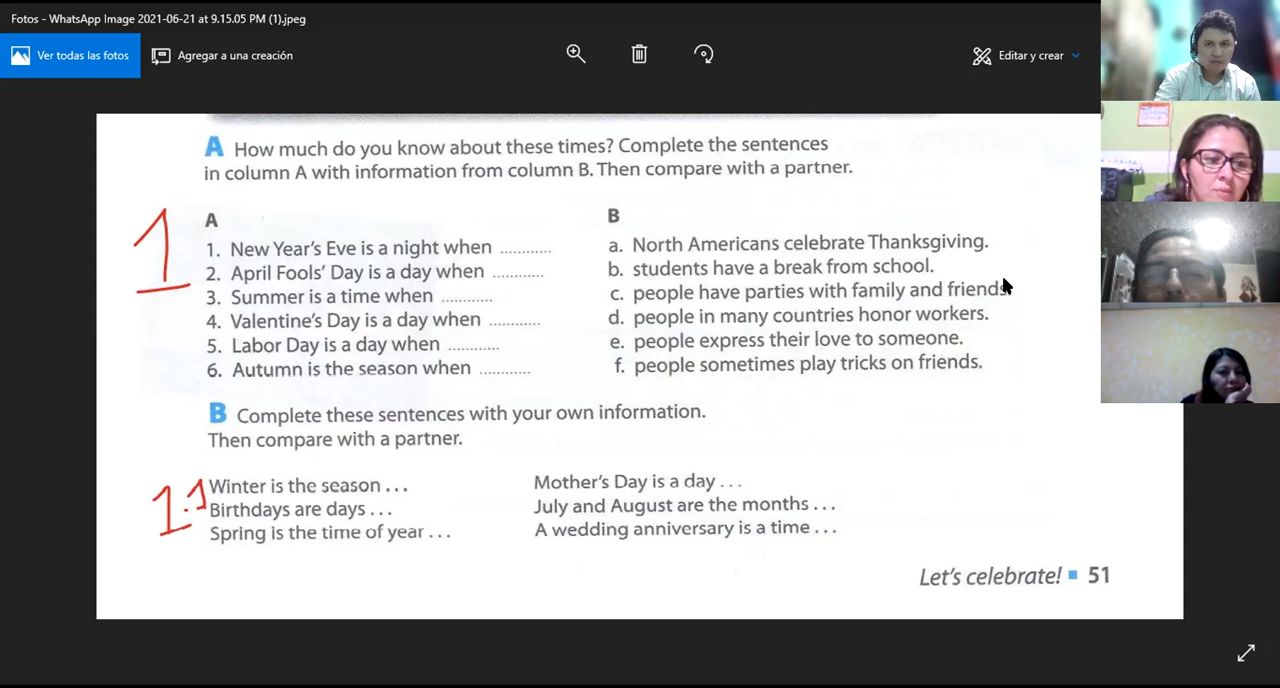 Fotos - WhatsApp Image 2021-06-21 at 9.15.05 PM (1).jpeg
Ver todas las fotos
Agregar a una creación
Editar y crear
A How much do you know about these times? Complete the sentences
in column A with information from column B. Then compare with a partner.
1
A
1. New Year's Eve is a night when ...........
2. April Fools' Day is a day when ...........
3. Summer is a time when ...........
4. Valentine's Day is a day when ...........
5. Labor Day is a day when ...........
6. Autumn is the season when ...........
B
a. North Americans celebrate Thanksgiving.
b. students have a break from school.
c. people have parties with family and friends.
d. people in many countries honor workers.
e. people express their love to someone.
f. people sometimes play tricks on friends.
B Complete these sentences with your own information.
Then compare with a partner.
1.1
Winter is the season ...
Birthdays are days ...
Spring is the time of year ...
Mother's Day is a day ...
July and August are the months ...
A wedding anniversary is a time ...
Let's celebrate! ■ 51